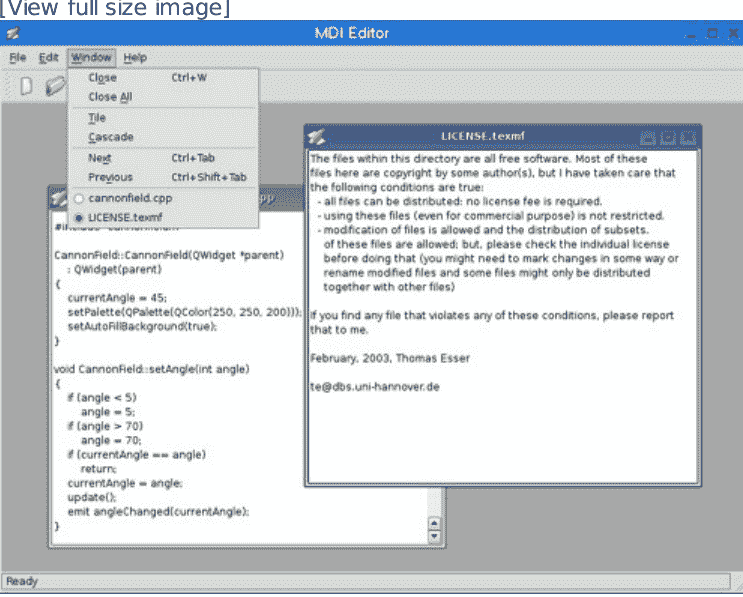 [View full size image]
MDI Editor
File Edit Window Help
Close Ctrl+W
Close All
Tile
Cascade
Next Ctrl+Tab
Previous Ctrl+Shift+Tab
cannonfield.cpp
LICENSE.texmf
pp
CannonField::CannonField(QWidget *parent)
: QWidget(parent)
{
currentAngle = 45;
setPalette(QPalette(QColor(250, 250, 200)));
setAutoFillBackground(true);
}
void CannonField::setAngle(int angle)
{
if (angle < 5)
angle = 5;
if (angle > 70)
angle = 70;
if (currentAngle == angle)
return;
currentAngle = angle;
update();
emit angleChanged(currentAngle);
}
LICENSE.texmf
The files within this directory are all free software. Most of these
files here are copyright by some author(s), but I have taken care that
the following conditions are true:
- all files can be distributed: no license fee is required.
- using these files (even for commercial purpose) is not restricted.
- modification of files is allowed and the distribution of subsets.
of these files are allowed; but, please check the individual license
before doing that (you might need to mark changes in some way or
rename modified files and some files might only be distributed
together with other files)
If you find any file that violates any of these conditions, please report
that to me.
February, 2003, Thomas Esser
te@dbs.uni-hannover.de
Ready